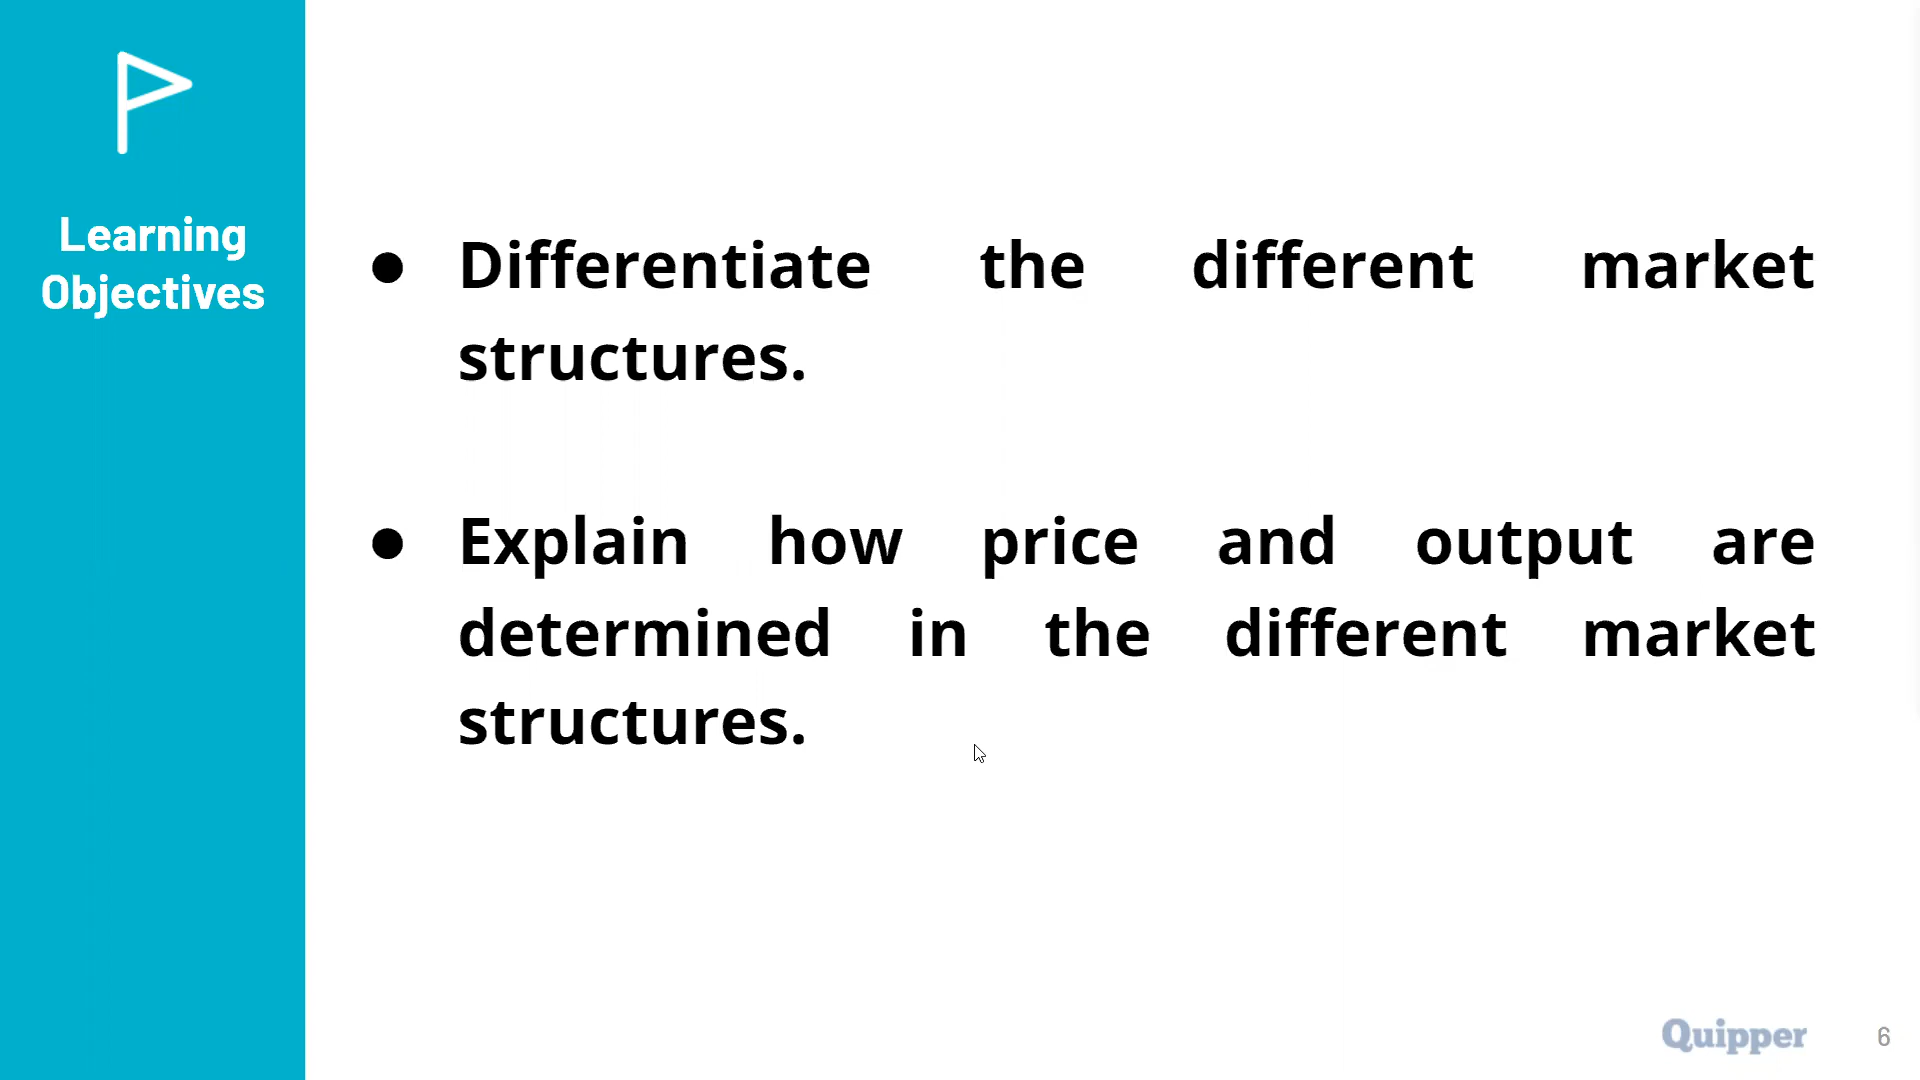 Learning
Objectives
● Differentiate the different market
structures.
● Explain how price and output are
determined in the different market
structures.
Quipper
6